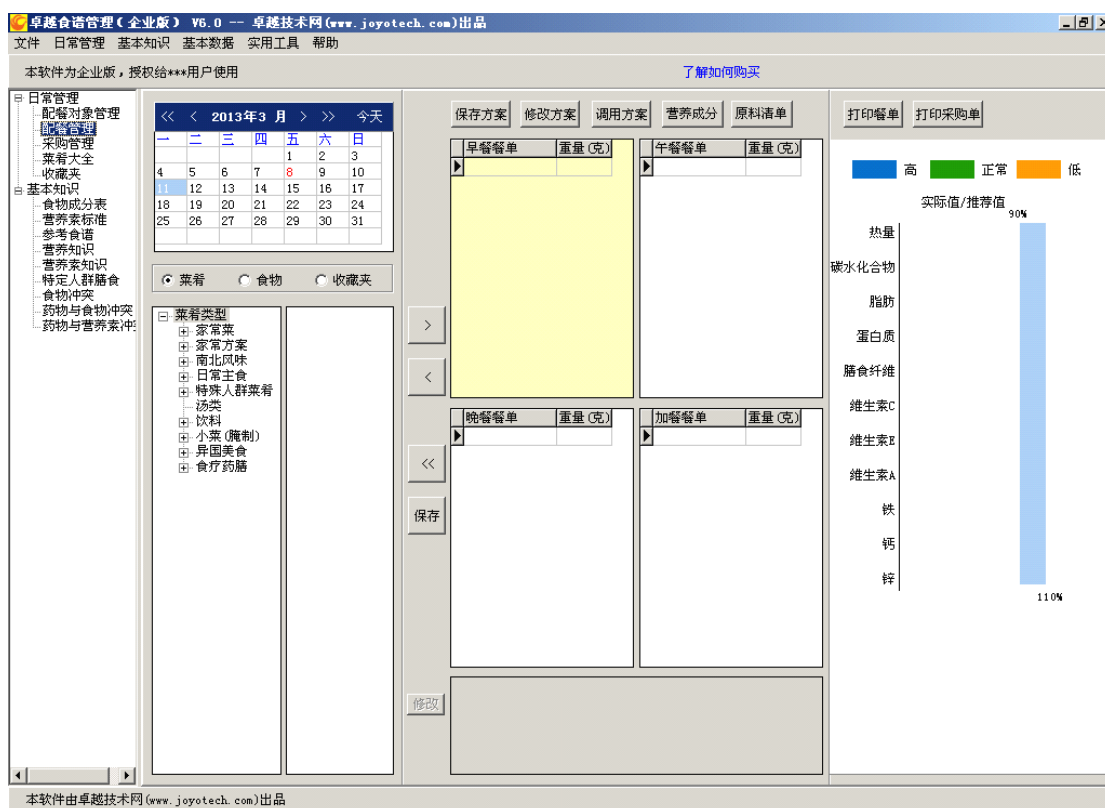 卓越食谱管理(企业版) V6.0 -- 卓越技术网(www.joyotech.com)出品
文件 日常管理 基本知识 基本数据 实用工具 帮助
本软件为企业版，授权给***用户使用 了解如何购买
日常管理
配餐对象管理
配餐管理
采购管理
菜肴大全
收藏夹
基本知识
食物成分表
营养素标准
参考食谱
营养知识
营养素知识
特定人群膳食
食物冲突
药物与食物冲突
药物与营养素冲
<< < 2013年3 月 > >> 今天
一 二 三 四 五 六 日
1 2 3
4 5 6 7 8 9 10
11 12 13 14 15 16 17
18 19 20 21 22 23 24
25 26 27 28 29 30 31
菜肴 食物 收藏夹
菜肴类型
家常菜
家常方案
南北风味
日常主食
特殊人群菜肴
汤类
饮料
小菜(腌制)
异国美食
食疗药膳
>
<
<<
保存
修改
保存方案 修改方案 调用方案 营养成分 原料清单
早餐餐单 重量(克)
午餐餐单 重量(克)
晚餐餐单 重量(克)
加餐餐单 重量(克)
打印餐单 打印采购单
高 正常 低
实际值/推荐值
90%
热量
碳水化合物
脂肪
蛋白质
膳食纤维
维生素C
维生素E
维生素A
铁
钙
锌
110%
本软件由卓越技术网(www.joyotech.com)出品